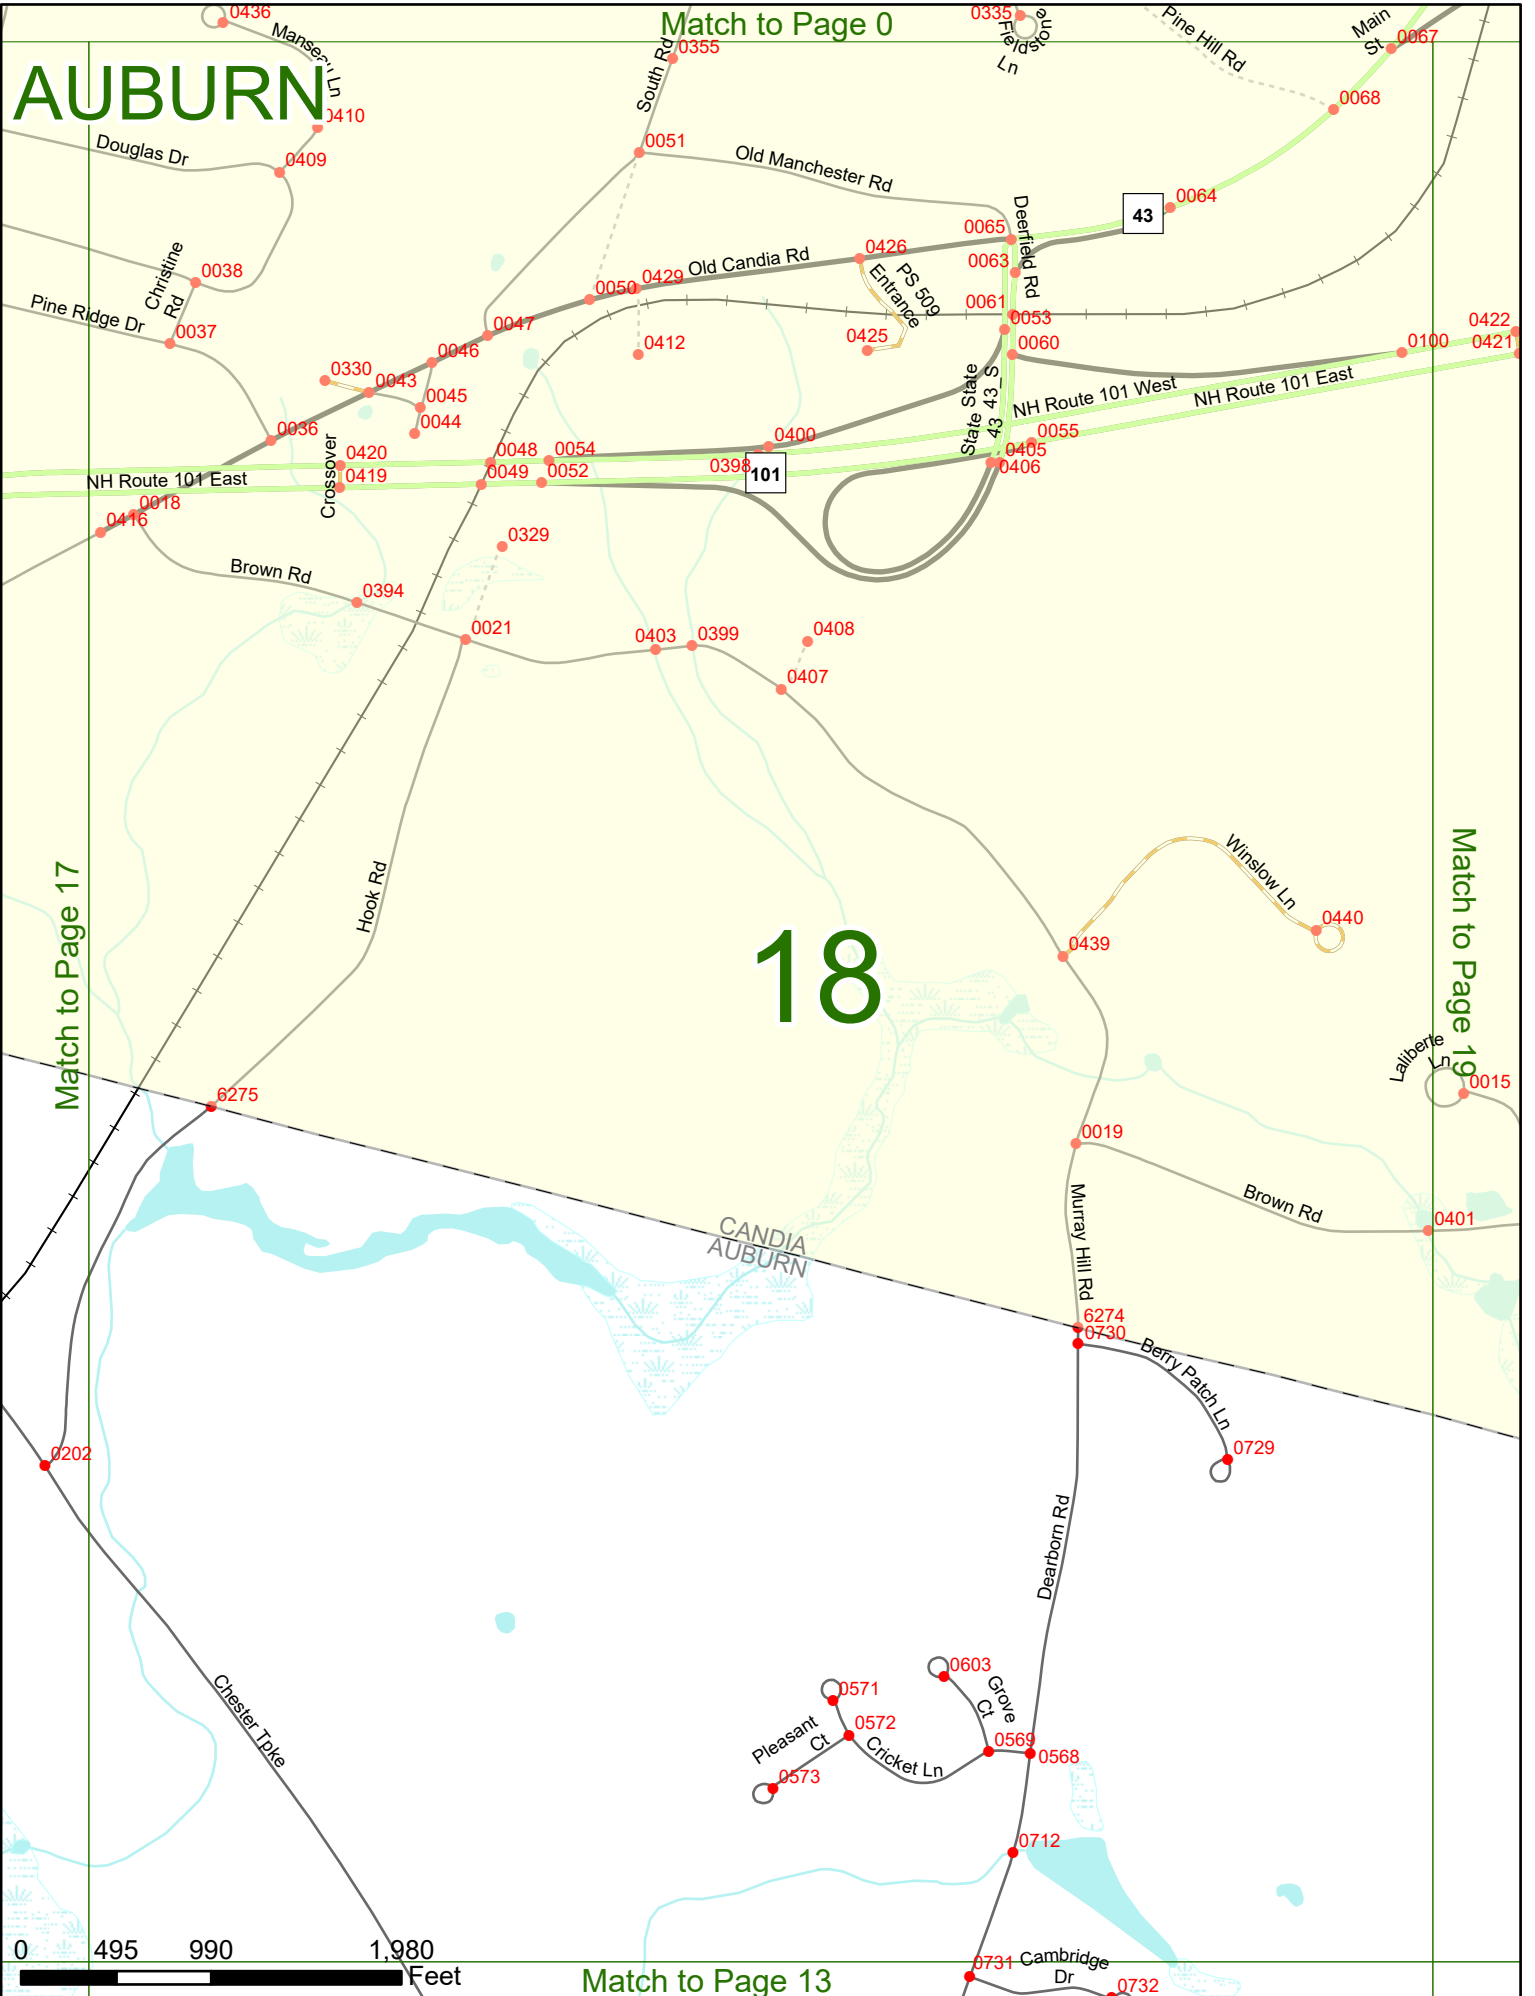 Match to Page 0
AUBURN
0436
Manseau Ln
0355
South Rd
0335
Fieldstone
Ln
Pine Hill Rd
Main
St
0067
0068
0410
Douglas Dr
0409
0051
Old Manchester Rd
Deerfield Rd
43
0064
0065
0063
0426
Old Candia Rd
0429
0050
PS 509
Entrance
Christine
Rd
0038
Pine Ridge Dr
0037
0047
0046
0412
0425
0061
0053
0060
0100
0422
0421
0330
0043
0045
0044
0036
State State
43 43_S
NH Route 101 West
NH Route 101 East
0055
0405
0406
0400
0398
101
Crossover
0420
0419
0048
0049
0054
0052
NH Route 101 East
0018
0416
0329
Brown Rd
0394
0021
0403
0399
0408
0407
Match to Page 17
Hook Rd
18
Winslow Ln
0440
0439
Match to Page 19
Laliberte
Ln
0015
6275
0019
Brown Rd
0401
Murray Hill Rd
CANDIA
AUBURN
6274
0730
Berry Patch Ln
0729
0202
Dearborn Rd
Chester Tpke
0603
Grove
Ct
0571
0572
Pleasant
Ct
0573
Cricket Ln
0569
0568
0712
0731
Cambridge
Dr
0732
0 495 990 1,980
Feet
Match to Page 13